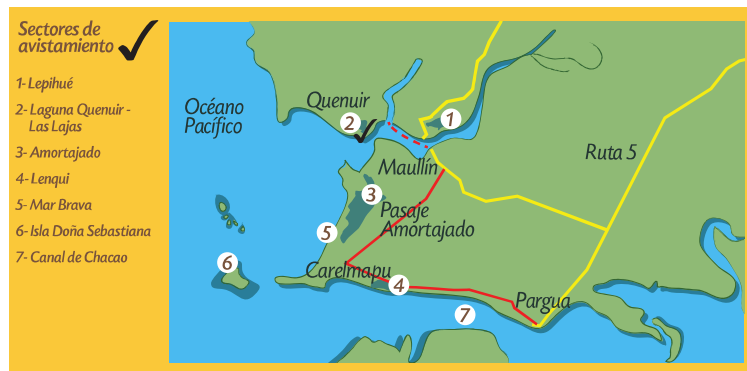 Sectores de
avistamiento
1- Lepihué
2- Laguna Quenuir -
Las Lajas
3- Amortajado
4- Lenqui
5- Mar Brava
6- Isla Doña Sebastiana
7- Canal de Chacao
Océano
Pacífico
Quenuir
1
2
Ruta 5
Maullín
3
Pasaje
Amortajado
5
6
Carelmapu
4
Pargua
7